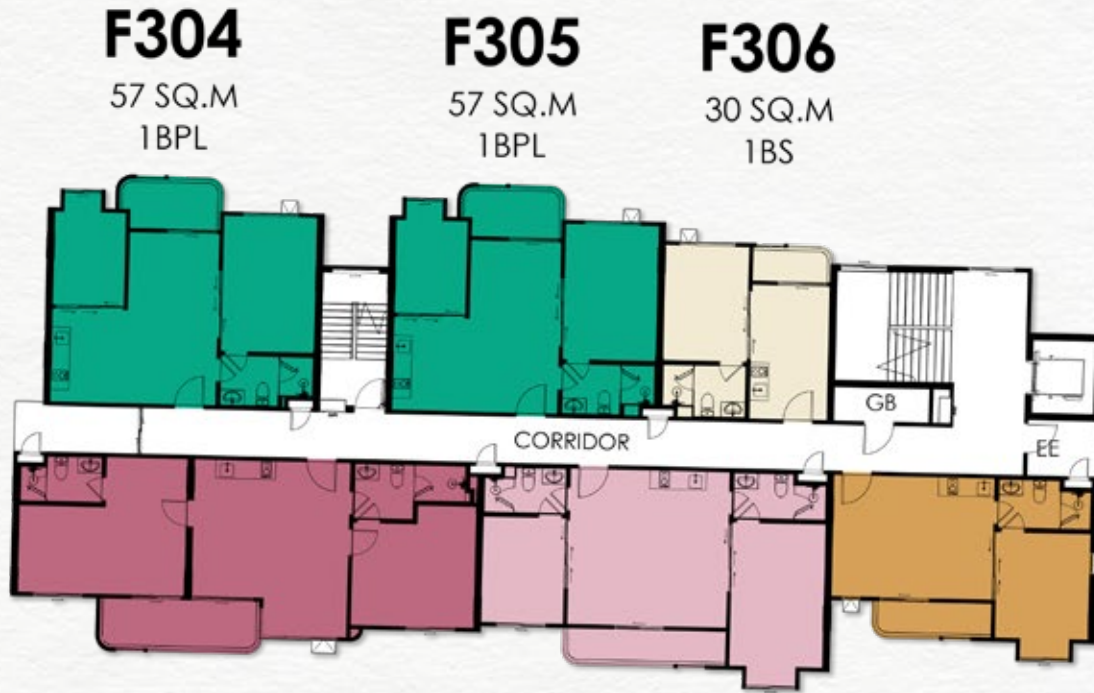 F304
57 SQ.M
1BPL
F305
57 SQ.M
1BPL
F306
30 SQ.M
1BS
GB
CORRIDOR
EE